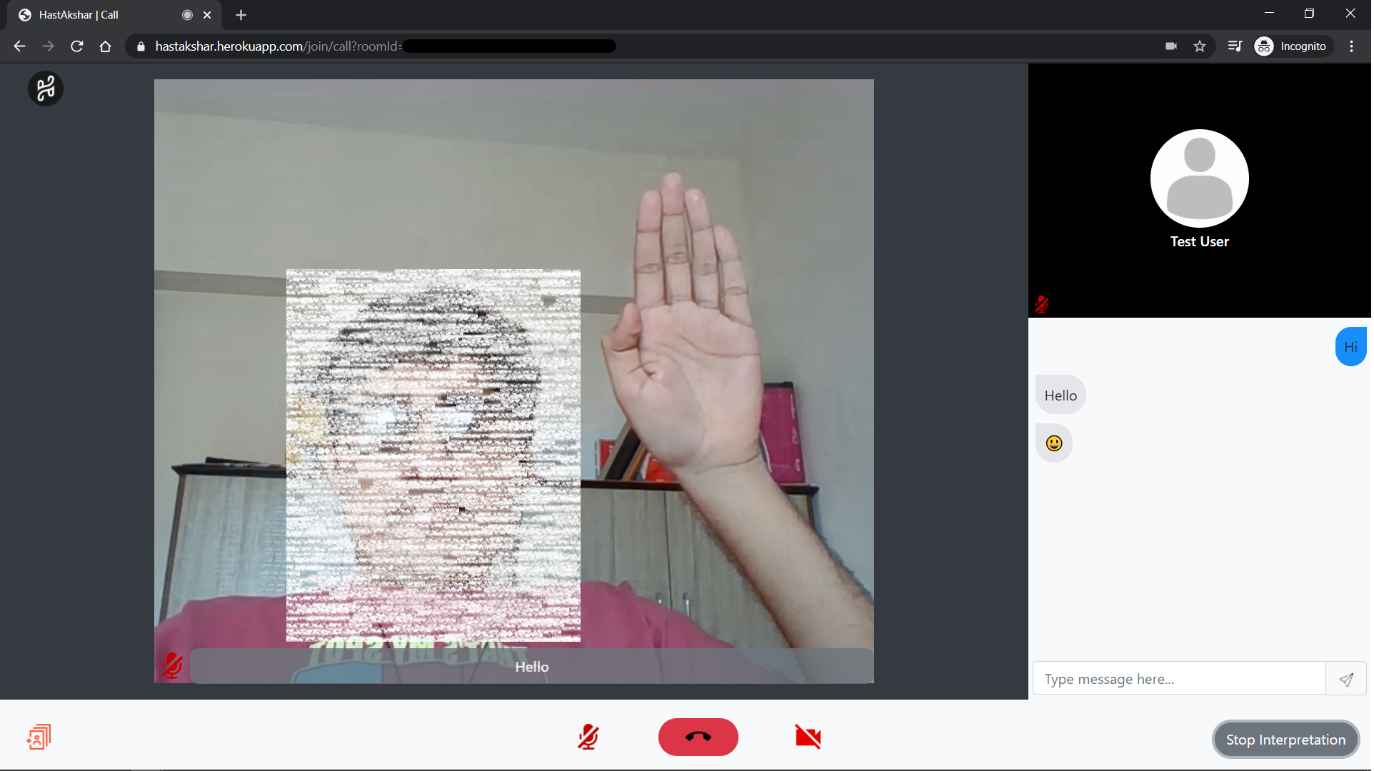 HastAkshar | Call
hastakshar.herokuapp.com/join/call?roomId=
Incognito
Test User
Hi
Hello
Hello
Type message here...
Stop Interpretation